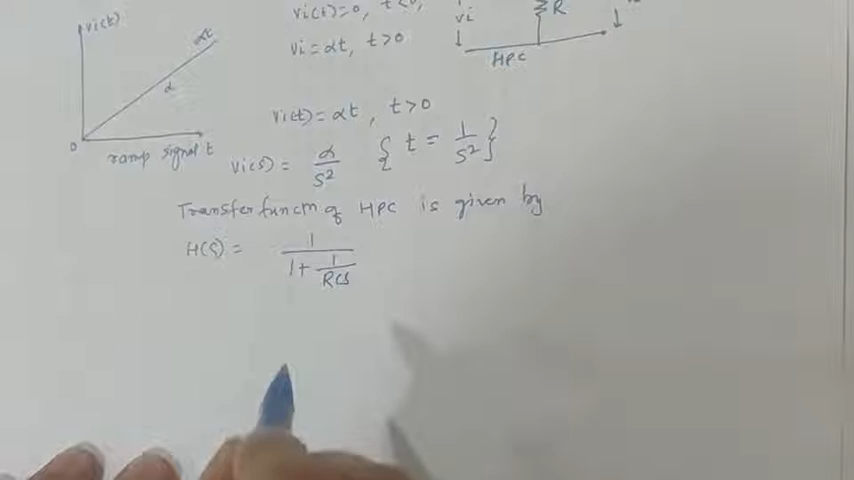 vi(t)
αt
α
0
ramp signal t
vi(t)=0, t<0,
vi=αt, t>0
vi
R
HPC
vi(t)=αt, t>0
vi(s)= α/s² {t=1/s²}
Transfer functn of HPC is given by
H(s)= 1/(1+1/RCS)